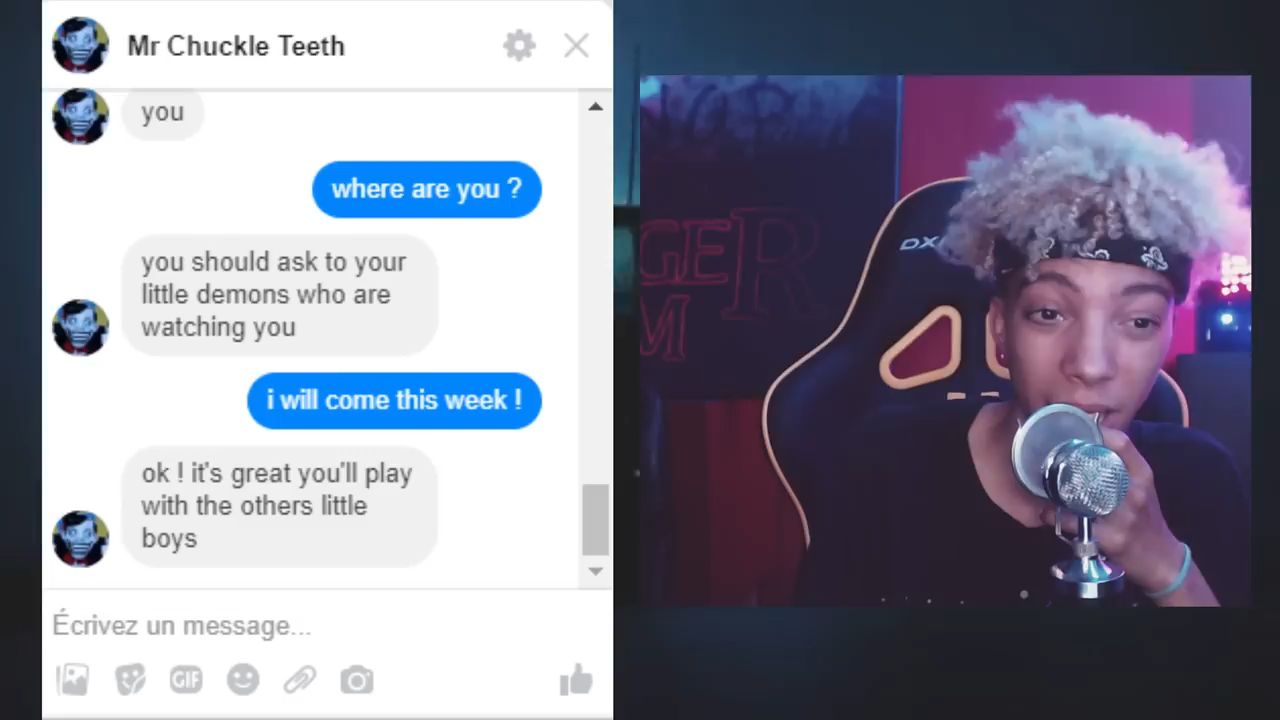 Mr Chuckle Teeth
you
where are you ?
you should ask to your
little demons who are
watching you
i will come this week !
ok ! it's great you'll play
with the others little
boys
Écrivez un message...
GIF